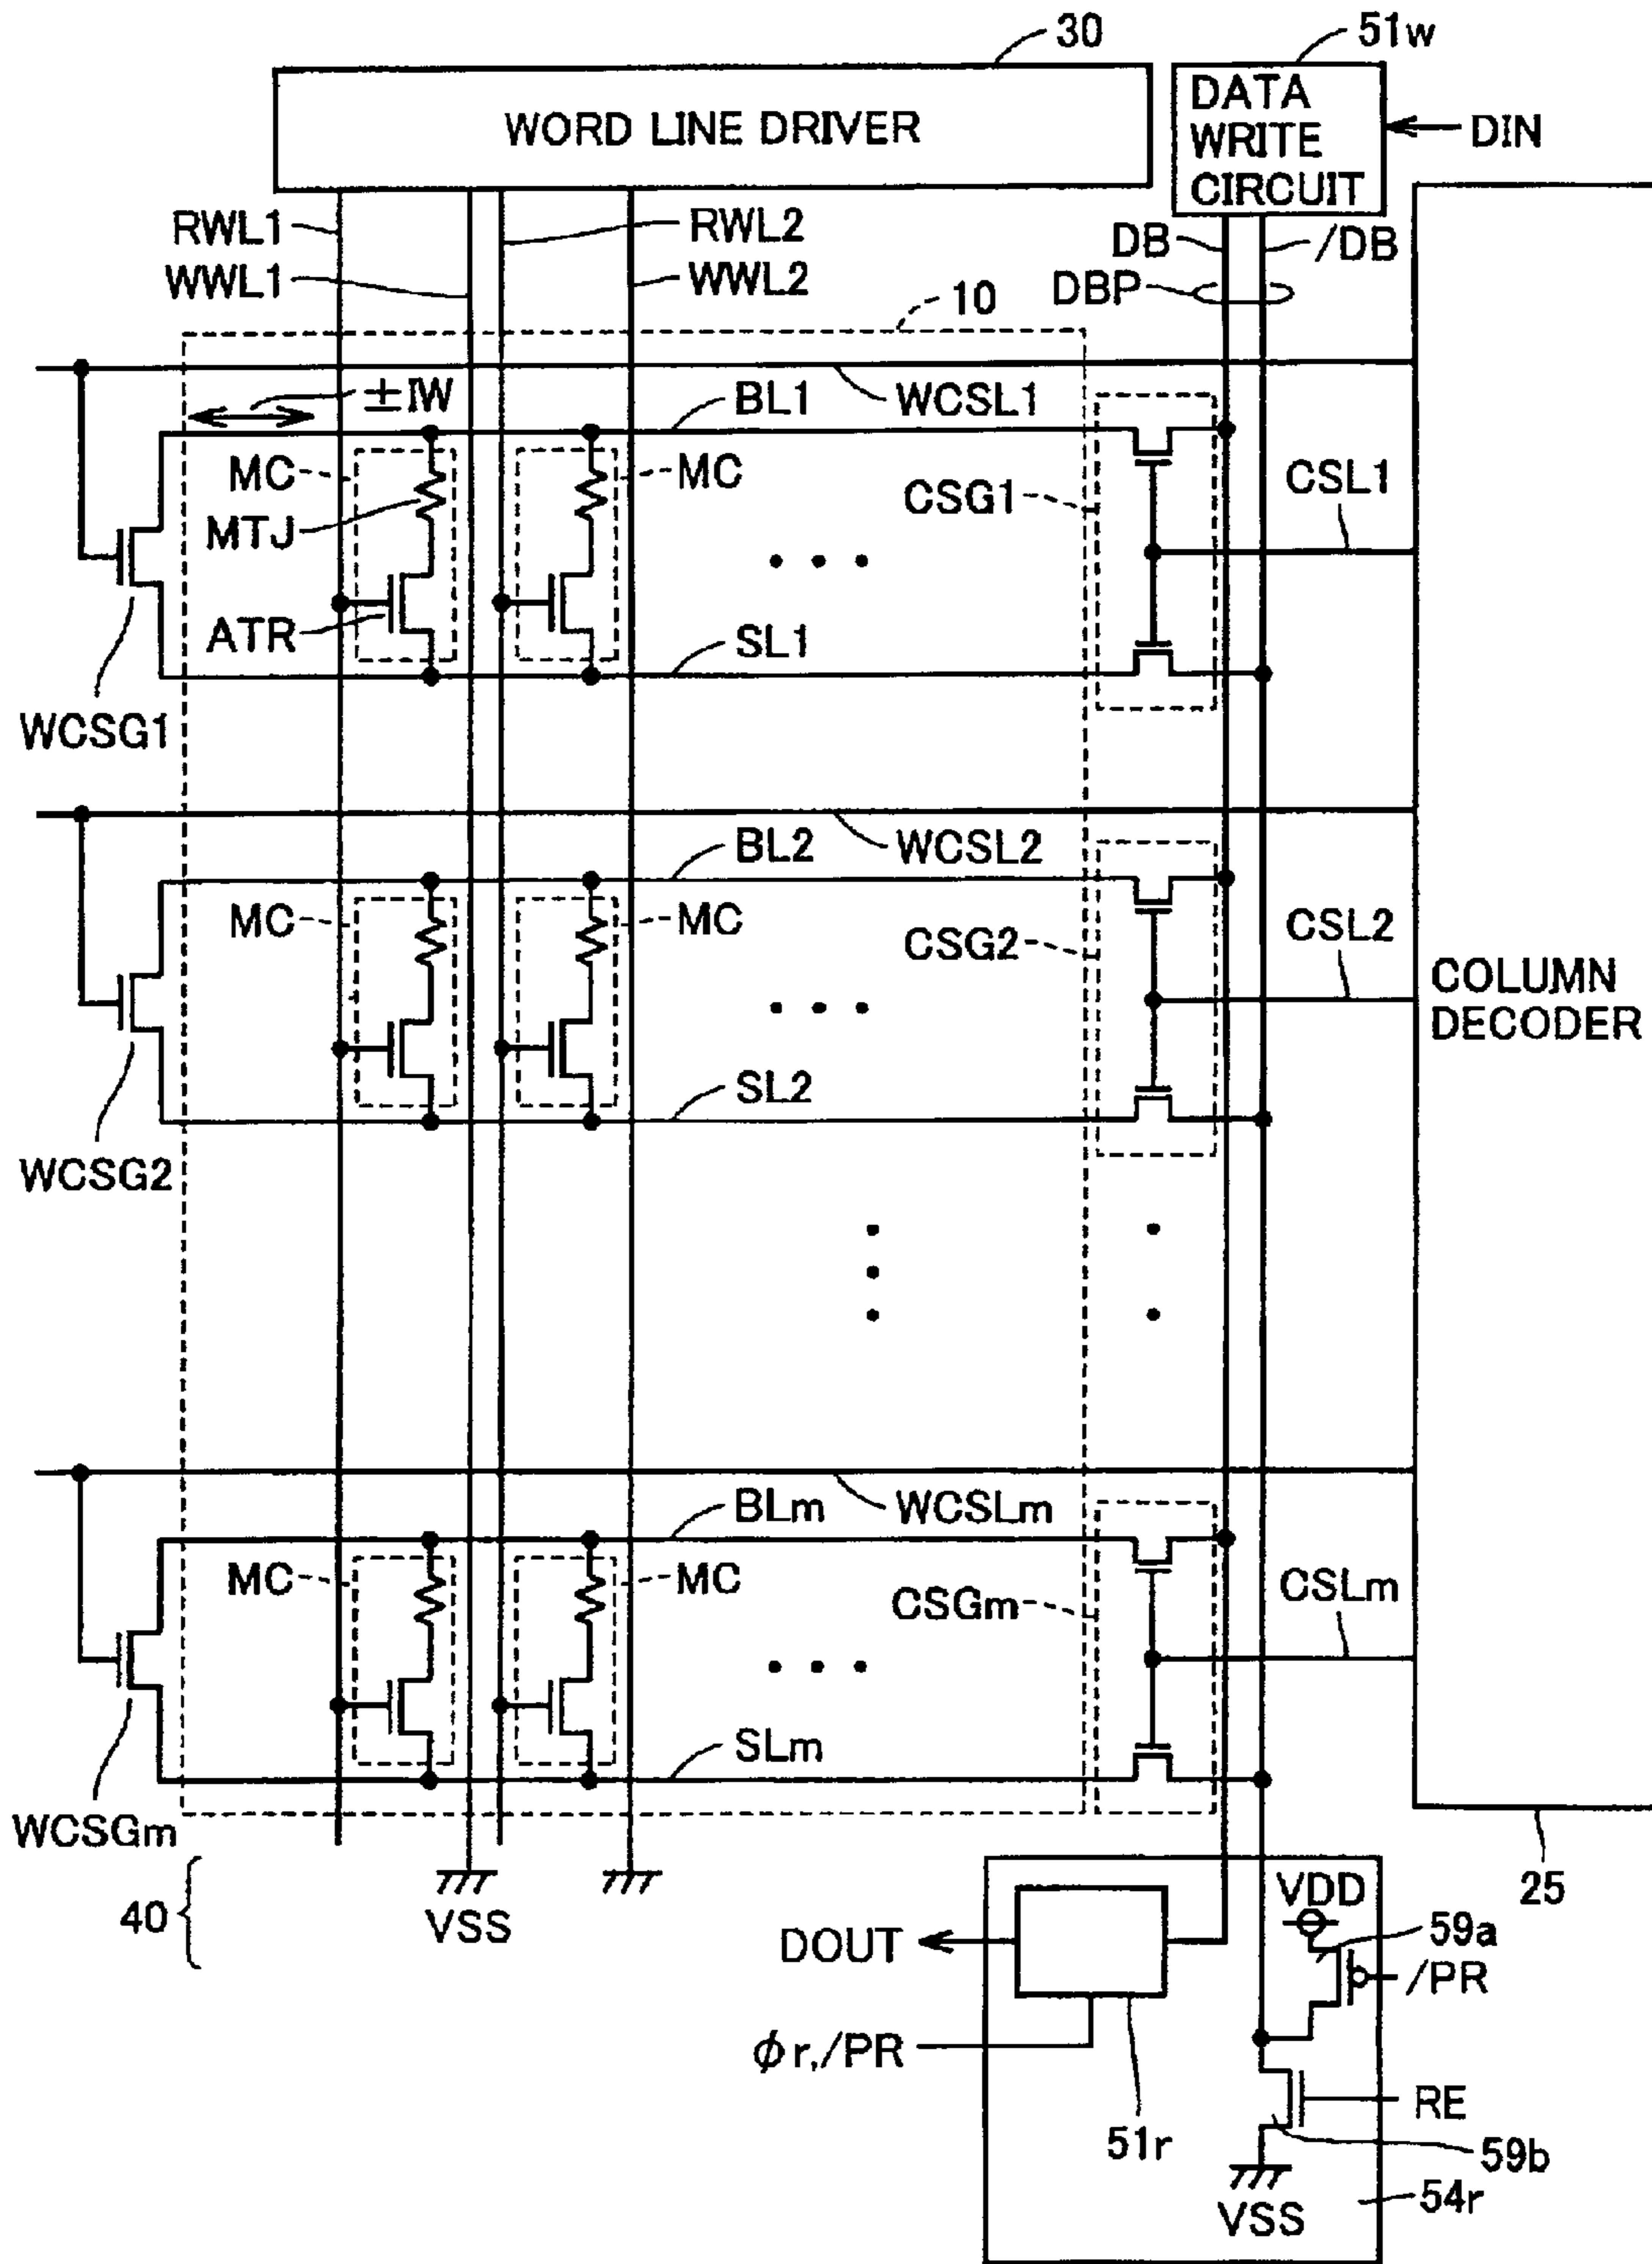 30
51w
WORD LINE DRIVER
DATA
WRITE
CIRCUIT
DIN
RWL1
RWL2
DB
/DB
WWL1
WWL2
DBP
10
±IW
BL1
WCSL1
MC
MC
CSG1
CSL1
MTJ
ATR
SL1
WCSG1
BL2
WCSL2
MC
MC
CSG2
CSL2
COLUMN
DECODER
SL2
WCSG2
BLm
WCSLm
MC
MC
CSGm
CSLm
SLm
WCSGm
40
VSS
25
VDD
DOUT
59a
/PR
φr,/PR
RE
51r
59b
54r
VSS